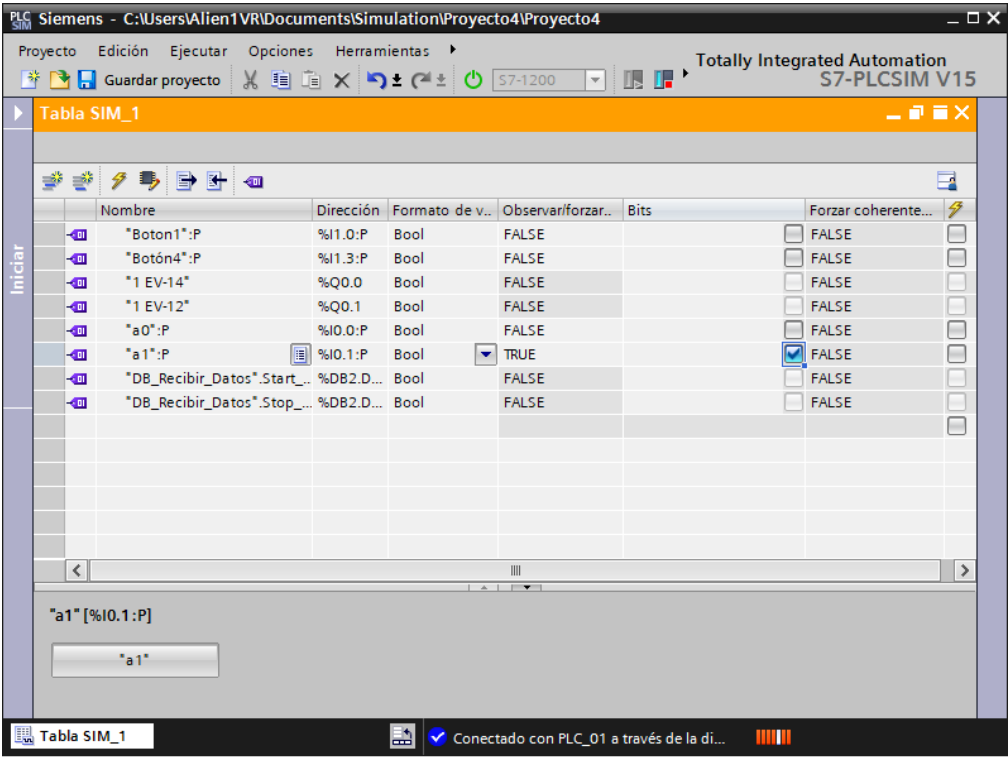 PLC SIM Siemens - C:\Users\Alien1VR\Documents\Simulation\Proyecto4\Proyecto4
Proyecto Edición Ejecutar Opciones Herramientas
Totally Integrated Automation
S7-PLCSIM V15
Guardar proyecto S7-1200
Tabla SIM_1
Iniciar
Nombre Dirección Formato de v.. Observar/forzar.. Bits Forzar coherente...
"Boton1":P %I1.0:P Bool FALSE FALSE
"Botón4":P %I1.3:P Bool FALSE FALSE
"1 EV-14" %Q0.0 Bool FALSE FALSE
"1 EV-12" %Q0.1 Bool FALSE FALSE
"a0":P %I0.0:P Bool FALSE FALSE
"a1":P %I0.1:P Bool TRUE FALSE
"DB_Recibir_Datos".Start_... %DB2.D... Bool FALSE FALSE
"DB_Recibir_Datos".Stop_... %DB2.D... Bool FALSE FALSE
"a1" [%I0.1:P]
"a1"
Tabla SIM_1 Conectado con PLC_01 a través de la di...